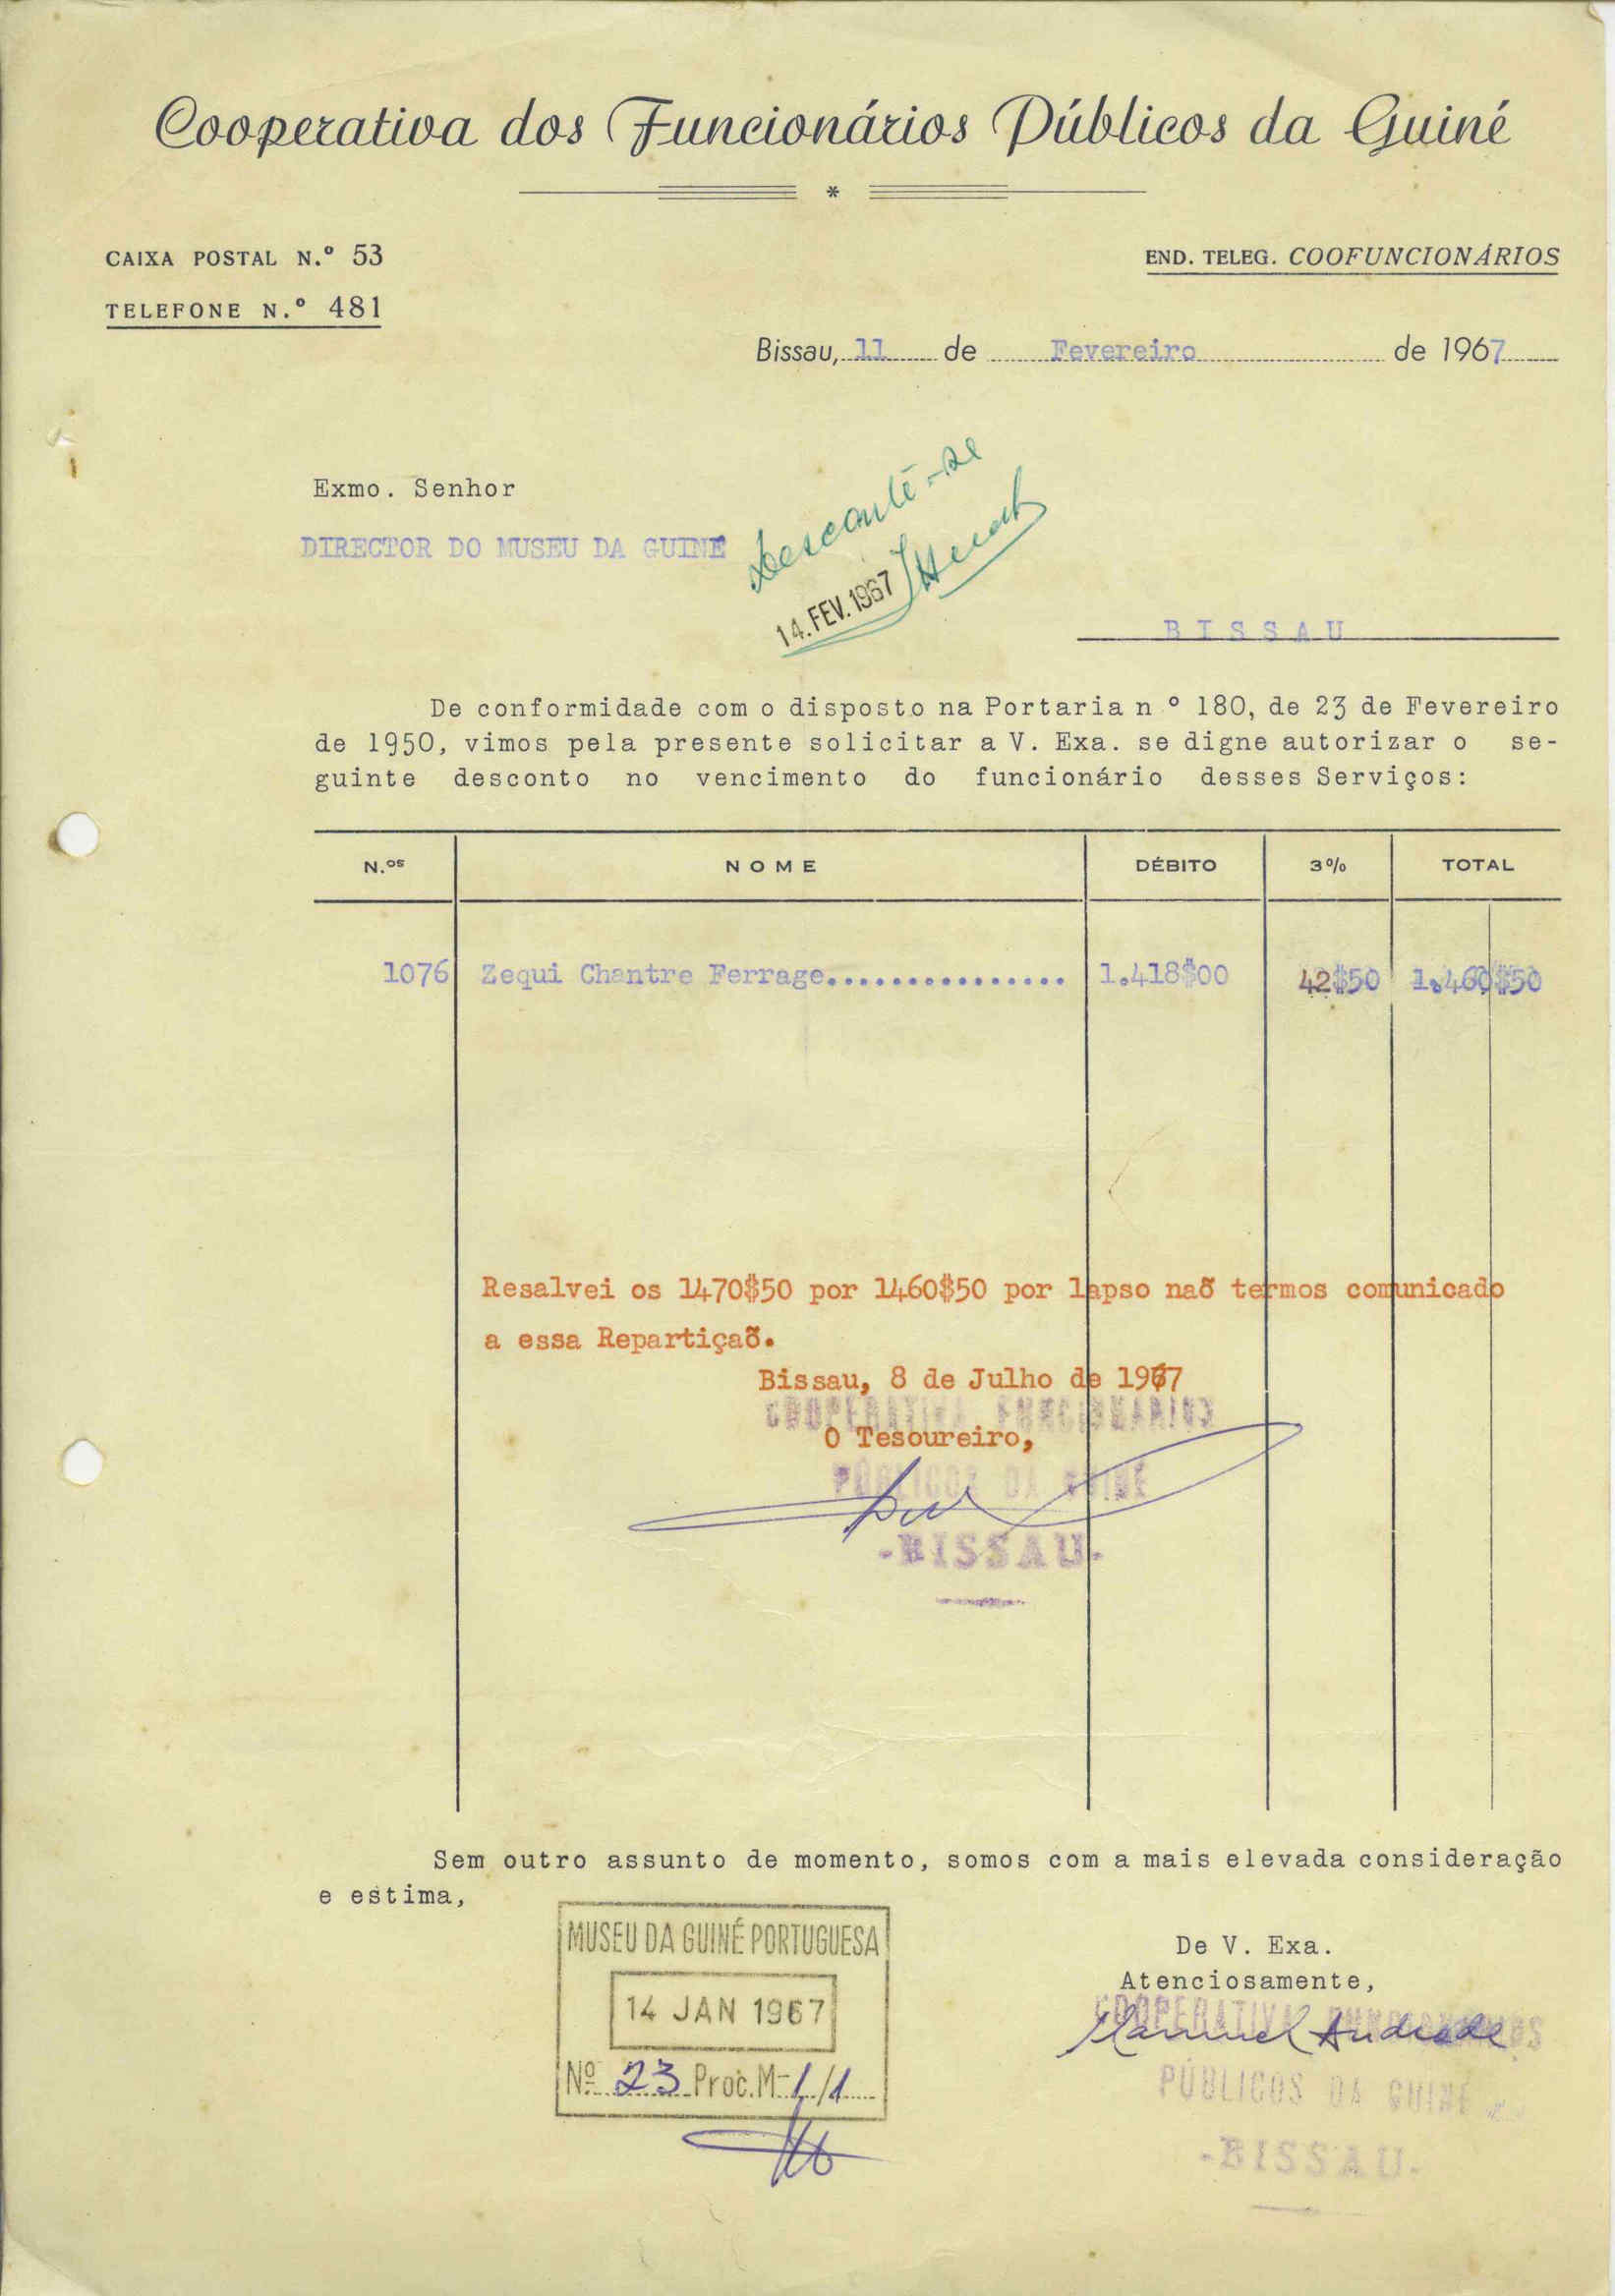 Cooperativa dos Funcionários Públicos da Guiné
*
CAIXA POSTAL N.º 53
END. TELEG. COOFUNCIONÁRIOS
TELEFONE N.º 481
Bissau, 11 de Fevereiro de 1967
Exmo. Senhor
DIRECTOR DO MUSEU DA GUINÉ
Desconte-se
14. FEV. 1967
BISSAU
De conformidade com o disposto na Portaria n º 180, de 23 de Fevereiro
de 1950, vimos pela presente solicitar a V. Exa. se digne autorizar o se-
guinte desconto no vencimento do funcionário desses Serviços:
N.os NOME DÉBITO 3% TOTAL
1076 Zequi Chantre Ferrage............... 1.418$00 42$50 1.460$50
Resalvei os 1470$50 por 1460$50 por lapso naõ termos comunicado
a essa Repartiçaõ.
Bissau, 8 de Julho de 1967
COOPERATIVA FUNCIONÁRIOS
O Tesoureiro,
PÚBLICOS DA GUINÉ
-BISSAU-
Sem outro assunto de momento, somos com a mais elevada consideração
e estima,
MUSEU DA GUINÉ PORTUGUESA
14 JAN 1967
Nº 23 Proc. M-1/1
De V. Exa.
Atenciosamente,
COOPERATIVA FUNCIONÁRIOS
Manuel Andrade
PÚBLICOS DA GUINÉ
-BISSAU-